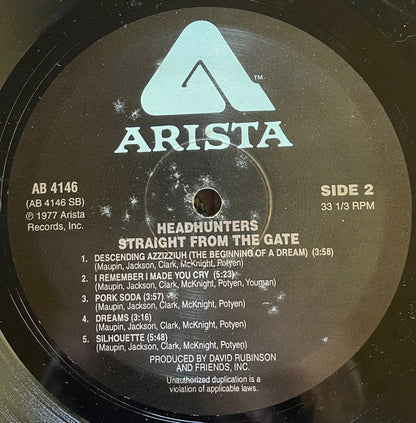 ™
ARISTA
AB 4146
(AB 4146 SB)
℗ 1977 Arista
Records, Inc.
SIDE 2
33 1/3 RPM
HEADHUNTERS
STRAIGHT FROM THE GATE
1. DESCENDING AZZIZZIUH (THE BEGINNING OF A DREAM) (3:58)
(Maupin, Jackson, Clark, McKnight, Potyen)
2. I REMEMBER I MADE YOU CRY (5:23)
(Maupin, Jackson, Clark, McKnight, Potyen, Youman)
3. PORK SODA (3:57)
(Maupin, Jackson, Clark, McKnight, Potyen)
4. DREAMS (3:16)
(Maupin, Jackson, Clark, McKnight, Potyen)
5. SILHOUETTE (5:48)
(Maupin, Jackson, Clark, McKnight, Potyen)
PRODUCED BY DAVID RUBINSON
AND FRIENDS, INC.
Unauthorized duplication is a
violation of applicable laws.